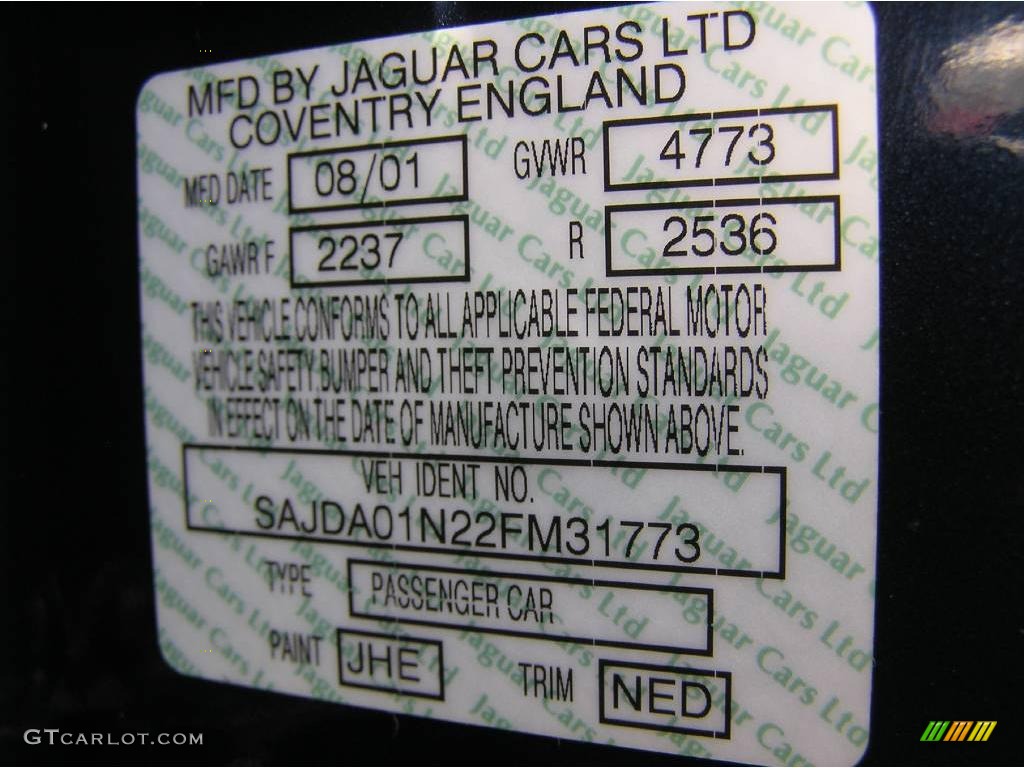 MFD BY JAGUAR CARS LTD
COVENTRY ENGLAND
MFD DATE 08/01 GVWR 4773
GAWR F 2237 R 2536
THIS VEHICLE CONFORMS TO ALL APPLICABLE FEDERAL MOTOR
VEHICLE SAFETY.BUMPER AND THEFT PREVENTION STANDARDS
IN EFFECT ON THE DATE OF MANUFACTURE SHOWN ABOVE.
VEH IDENT NO.
SAJDA01N22FM31773
TYPE PASSENGER CAR
PAINT JHE TRIM NED
GTCARLOT.COM